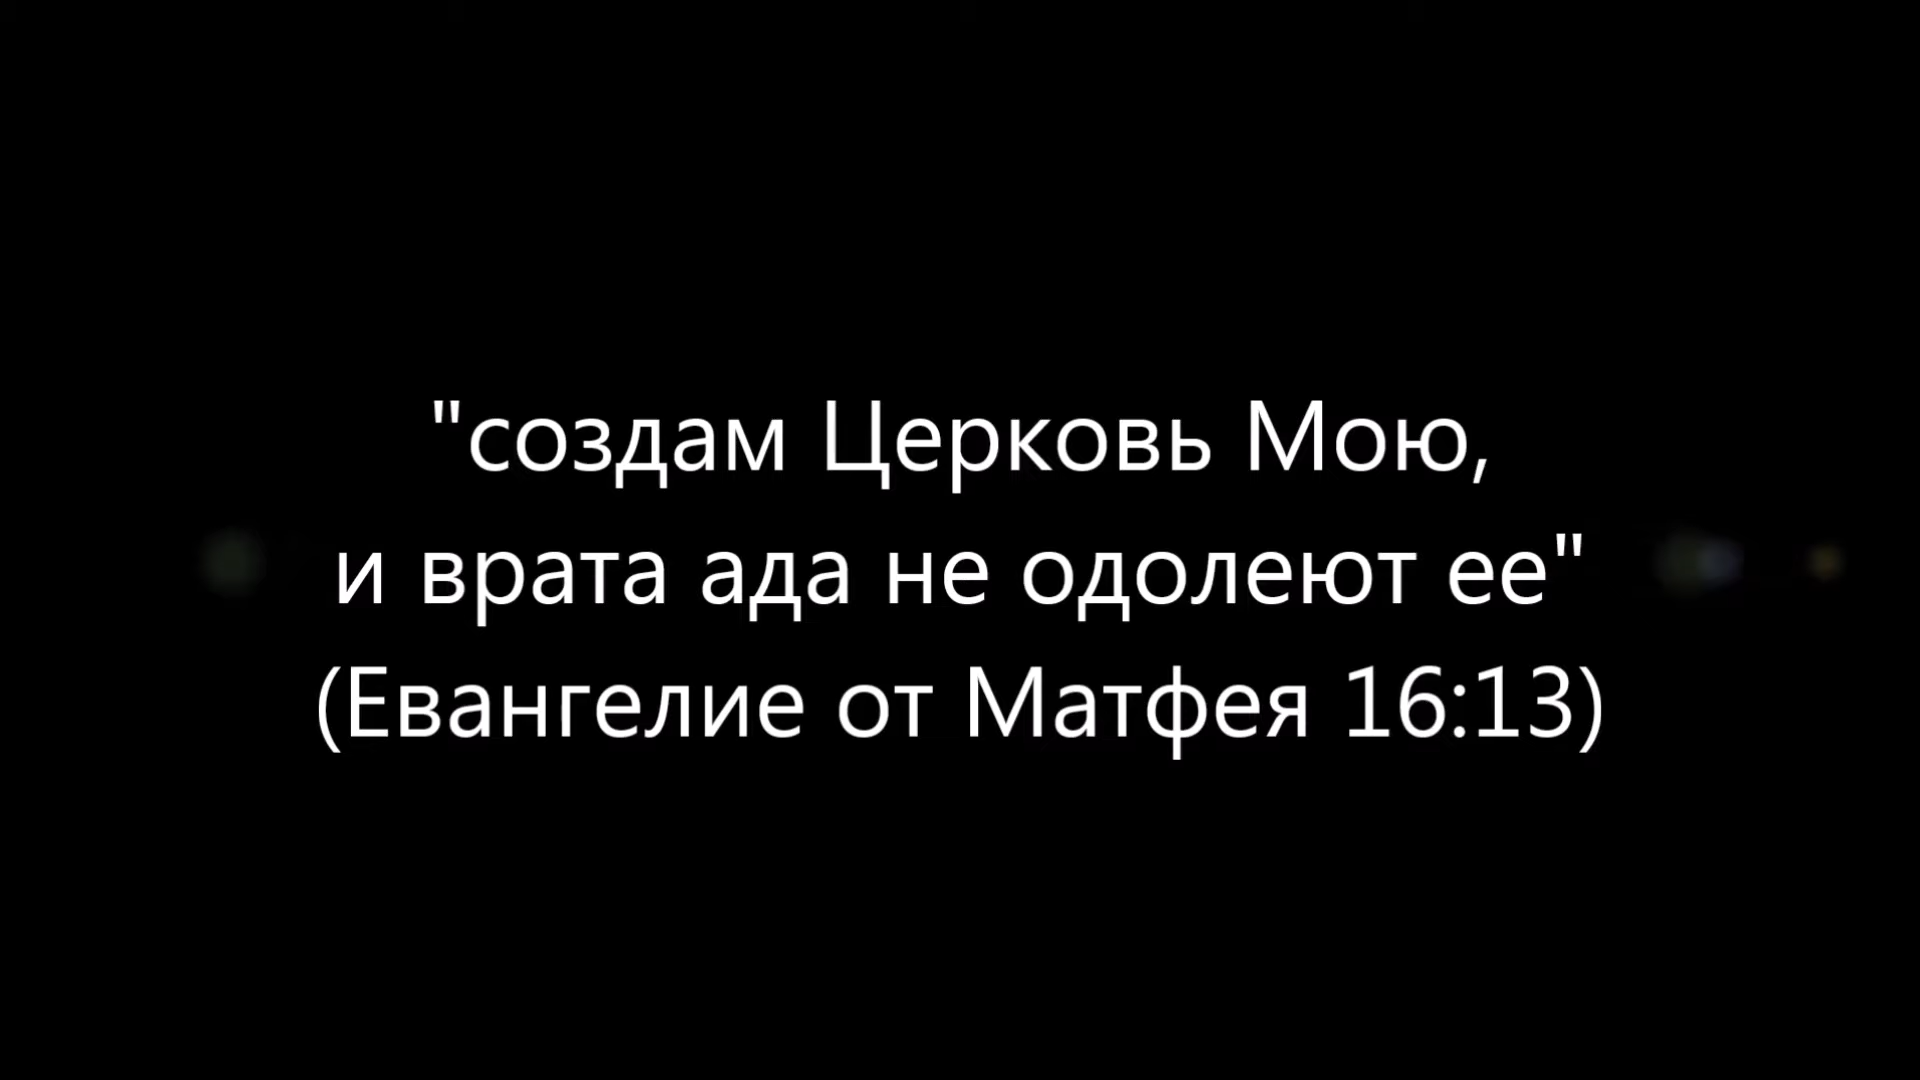 "создам Церковь Мою,
и врата ада не одолеют ее"
(Евангелие от Матфея 16:13)